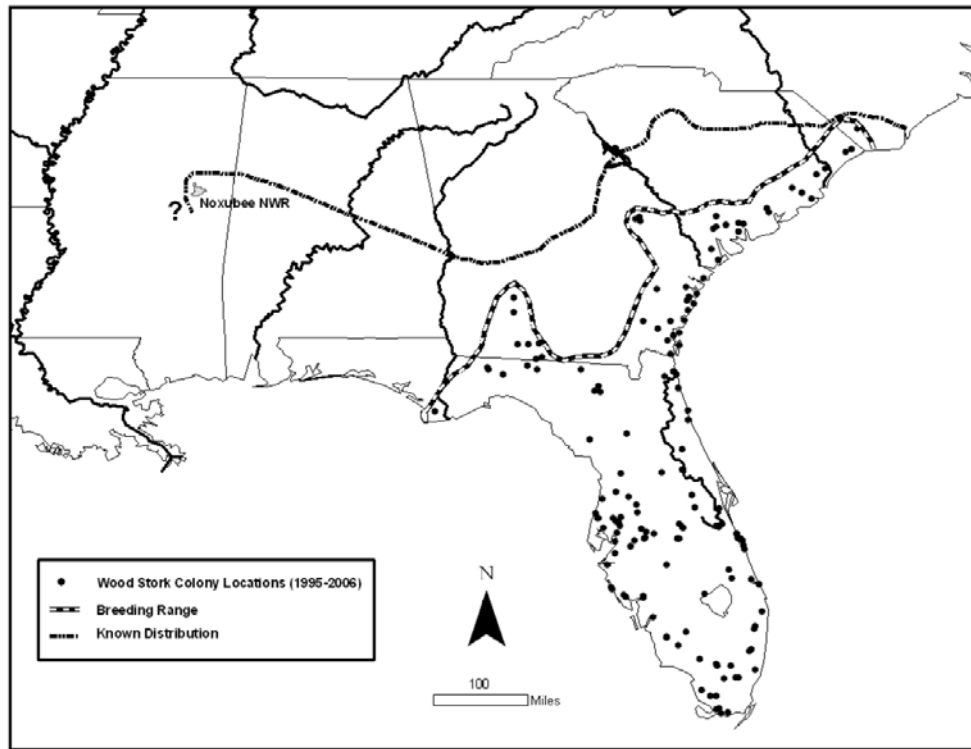 ?
Noxubee NWR
Wood Stork Colony Locations (1995-2006)
Breeding Range
Known Distribution
N
100
Miles